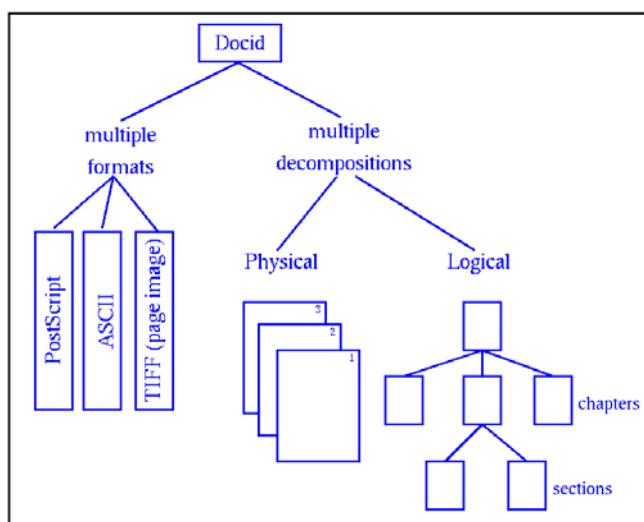 Docid
multiple
formats
multiple
decompositions
PostScript
ASCII
TIFF (page image)
Physical
Logical
3
2
1
chapters
sections